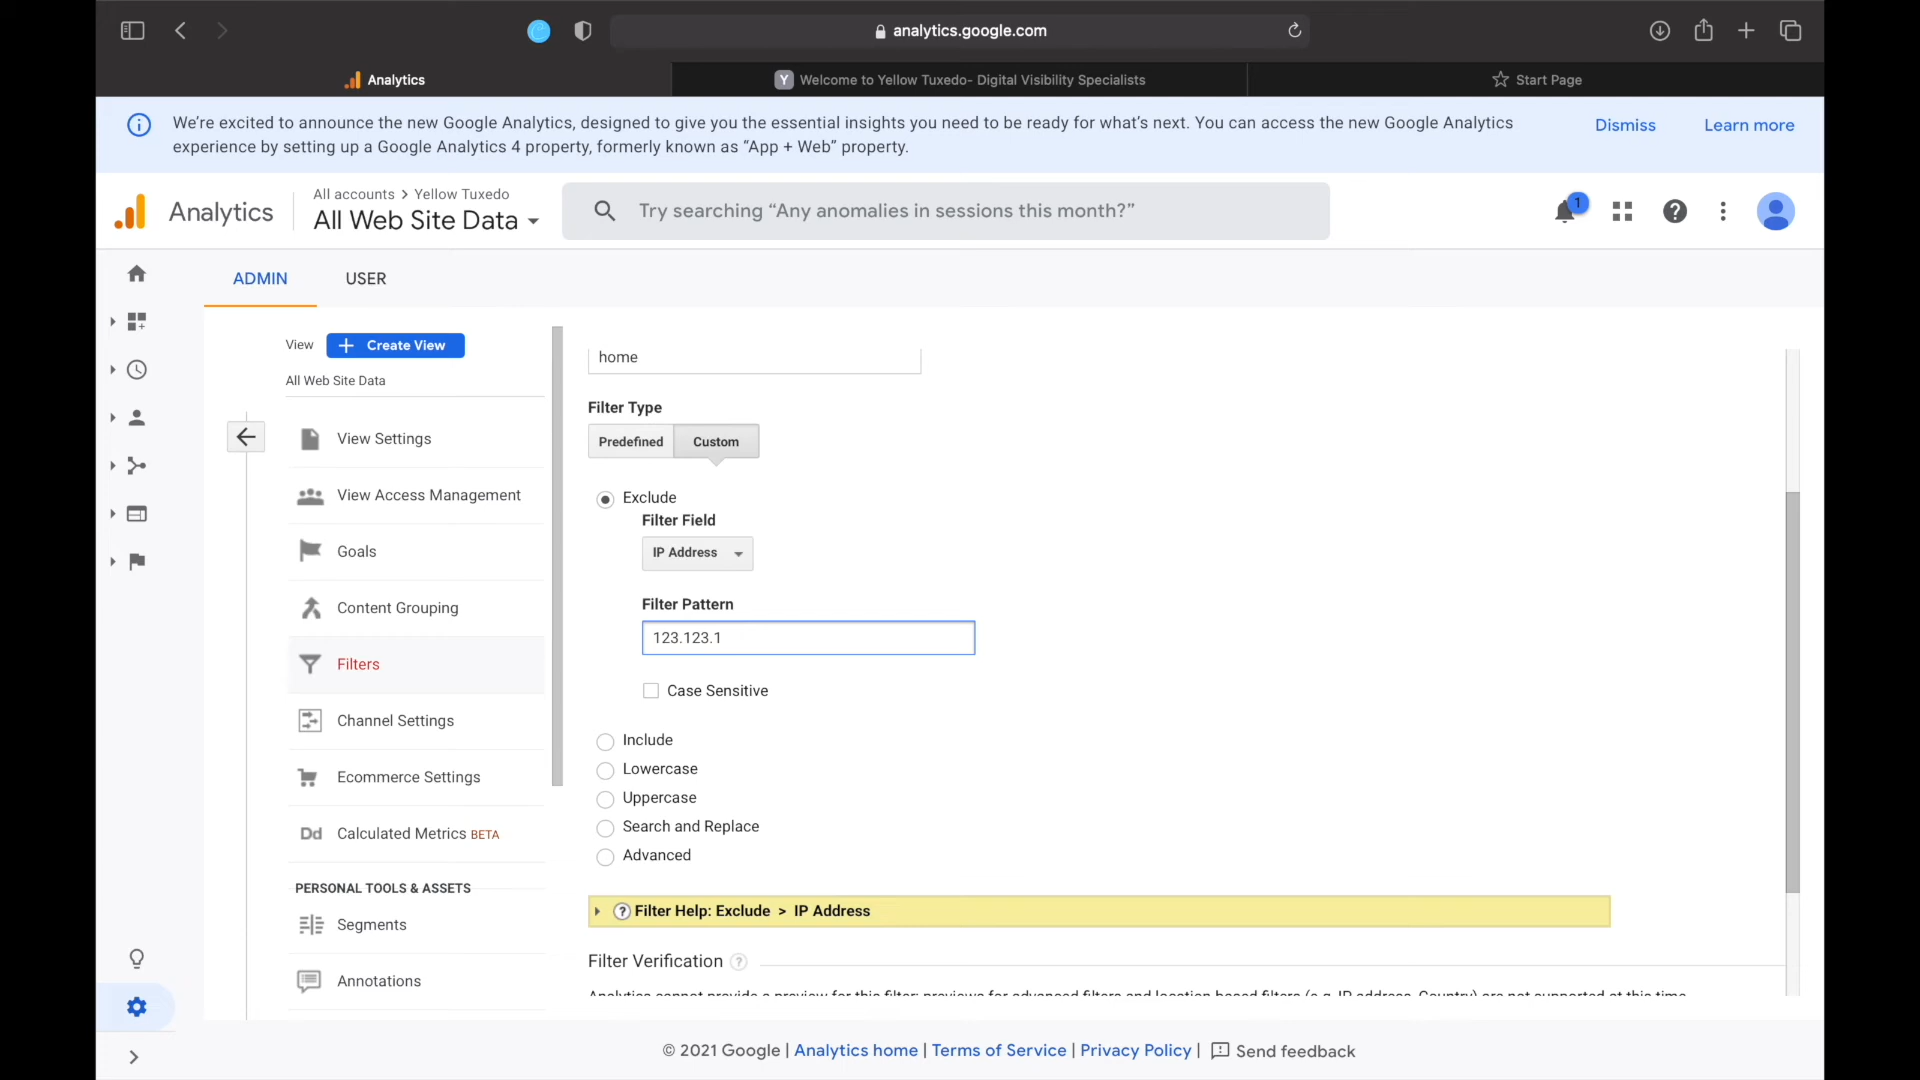 analytics.google.com
Analytics
Y Welcome to Yellow Tuxedo- Digital Visibility Specialists
Start Page
We're excited to announce the new Google Analytics, designed to give you the essential insights you need to be ready for what's next. You can access the new Google Analytics
experience by setting up a Google Analytics 4 property, formerly known as “App + Web” property.
Dismiss
Learn more
Analytics
All accounts > Yellow Tuxedo
All Web Site Data
Try searching “Any anomalies in sessions this month?”
1
ADMIN
USER
View
Create View
All Web Site Data
View Settings
View Access Management
Goals
Content Grouping
Filters
Channel Settings
Ecommerce Settings
Dd Calculated Metrics BETA
PERSONAL TOOLS & ASSETS
Segments
Annotations
home
Filter Type
Predefined
Custom
Exclude
Filter Field
IP Address
Filter Pattern
123.123.1
Case Sensitive
Include
Lowercase
Uppercase
Search and Replace
Advanced
? Filter Help: Exclude > IP Address
Filter Verification ?
Analytics cannot provide a preview for this filter: previews for advanced filters and location based filters (e.g. IP address, Country) are not supported at this time
© 2021 Google | Analytics home | Terms of Service | Privacy Policy | Send feedback